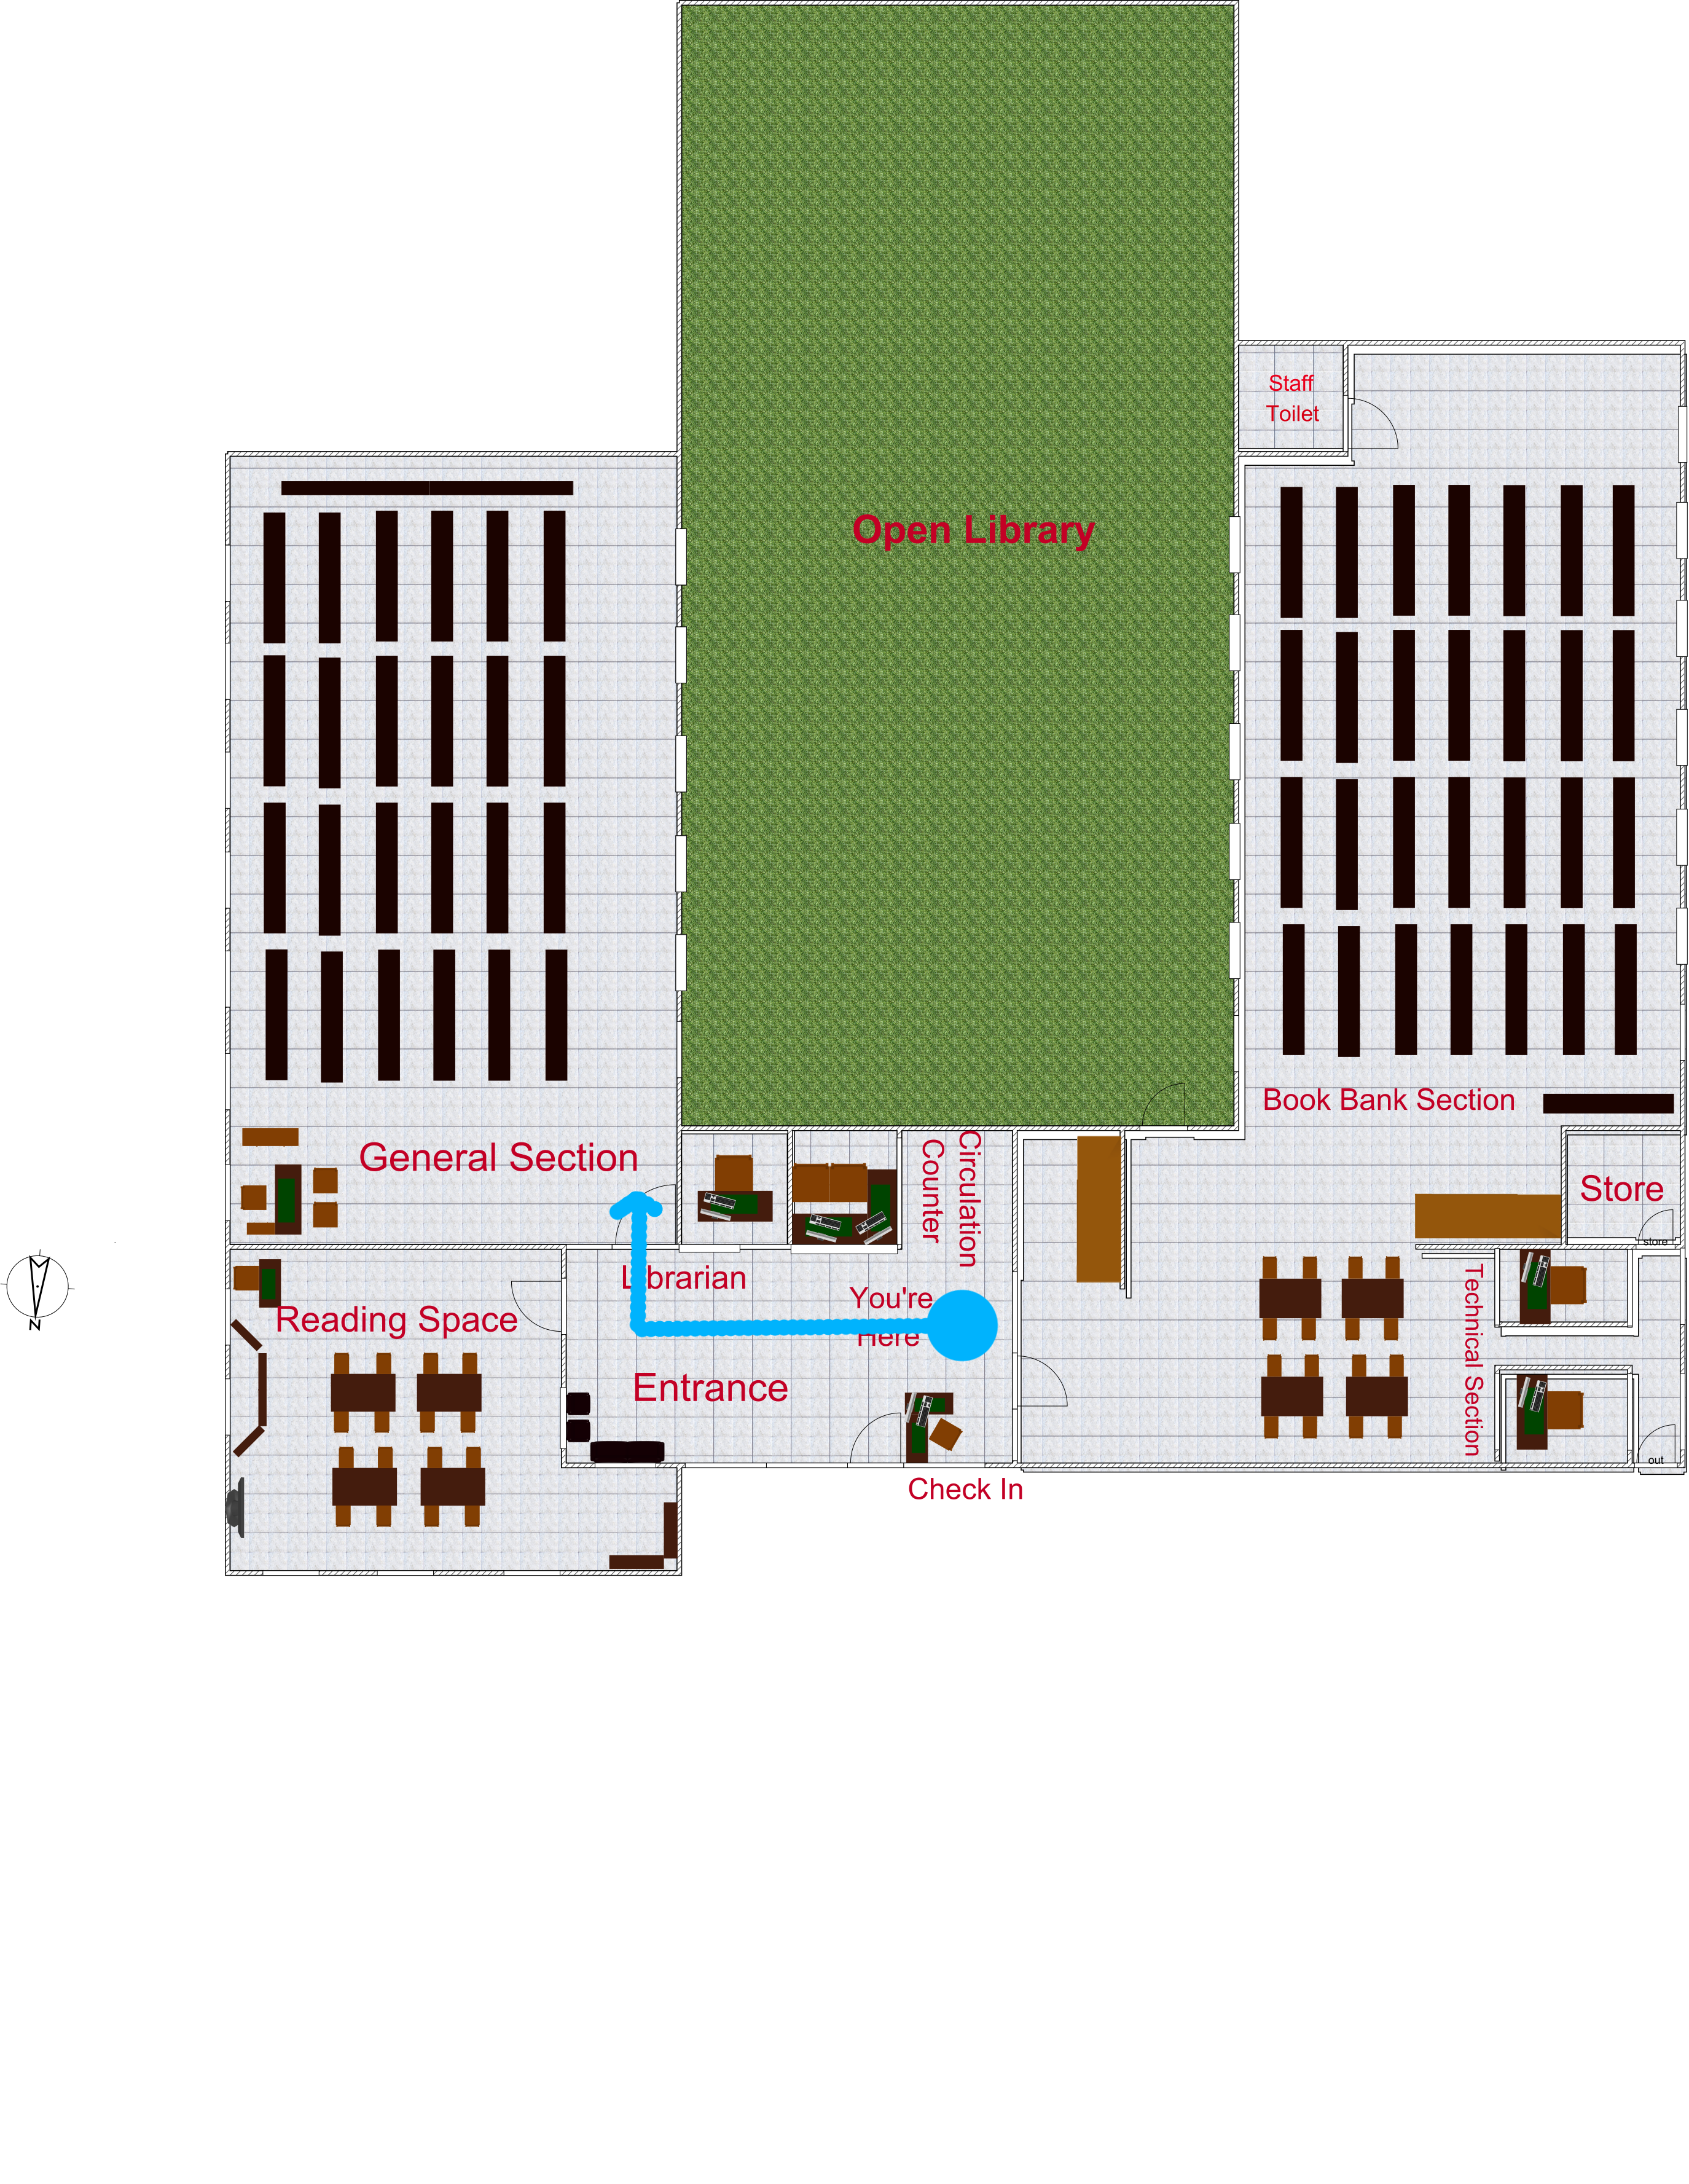 Staff
Toilet
Open Library
Book Bank Section
General Section
Circulation
Counter
Store
store
Librarian
You're
Here
Reading Space
Technical Section
Entrance
Check In
out
N